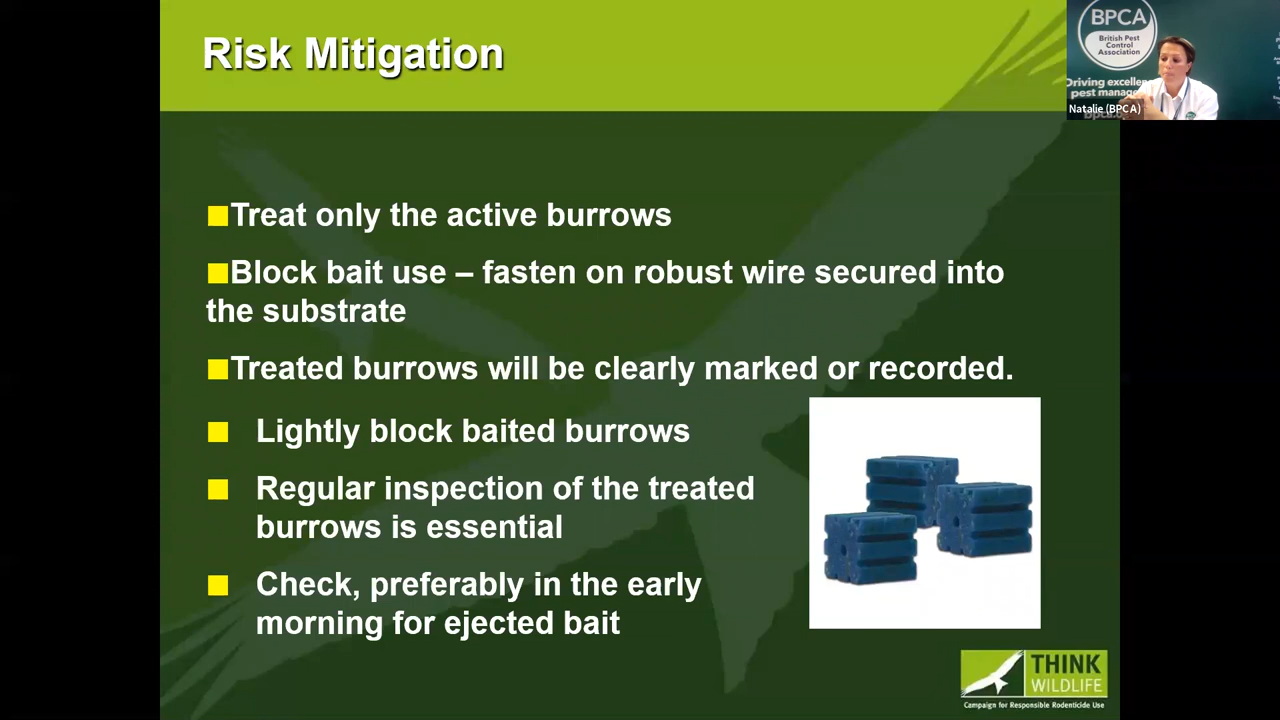 Risk Mitigation
BPCA
British Pest
Control
Association
Driving excellen
pest manag
Natalie (BPCA)
■Treat only the active burrows
■Block bait use – fasten on robust wire secured into
the substrate
■Treated burrows will be clearly marked or recorded.
■ Lightly block baited burrows
■ Regular inspection of the treated
burrows is essential
■ Check, preferably in the early
morning for ejected bait
THINK
WILDLIFE
Campaign for Responsible Rodenticide Use